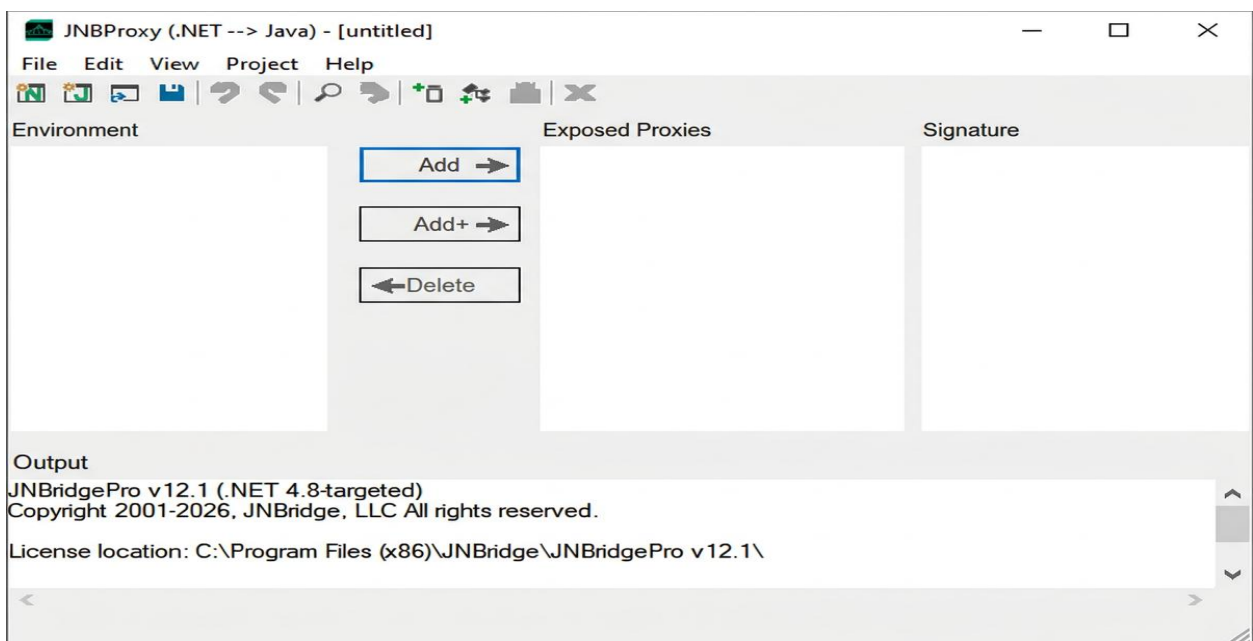 JNBProxy (.NET --> Java) - [untitled]
File Edit View Project Help
Environment
Exposed Proxies
Signature
Add
Add+
Delete
Output
JNBridgePro v12.1 (.NET 4.8-targeted)
Copyright 2001-2026, JNBridge, LLC All rights reserved.
License location: C:\Program Files (x86)\JNBridge\JNBridgePro v12.1\